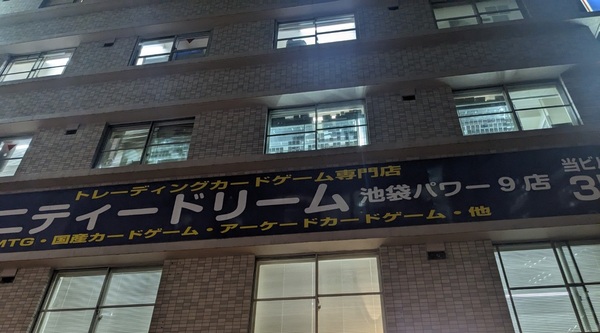 トレーディングカードゲーム専門店
ニティードリーム 池袋パワー9店
当ビル
3
MTG・国産カードゲーム・アーケードカードゲーム・他